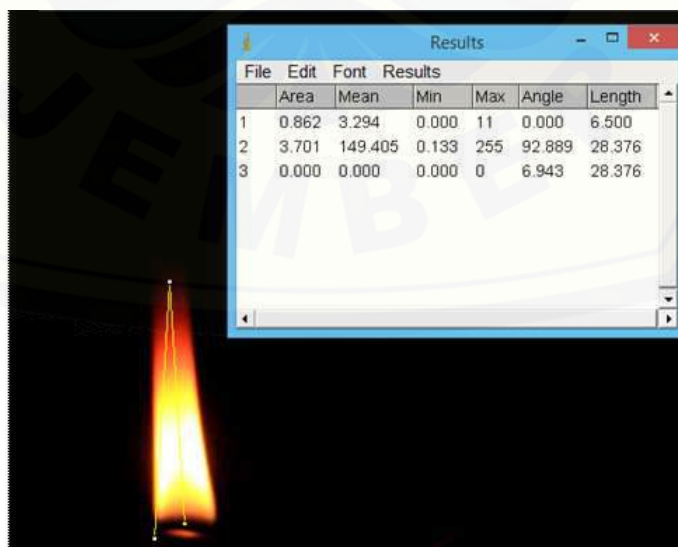 Results
File Edit Font Results
Area Mean Min Max Angle Length
1 0.862 3.294 0.000 11 0.000 6.500
2 3.701 149.405 0.133 255 92.889 28.376
3 0.000 0.000 0.000 0 6.943 28.376
JEMBER